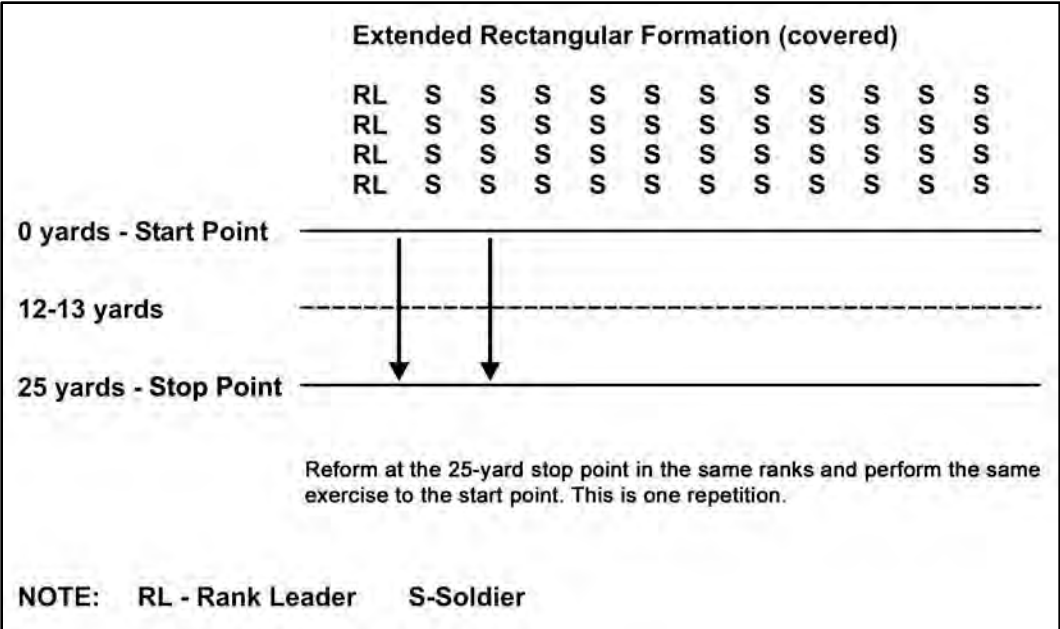 Extended Rectangular Formation (covered)
RL S S S S S S S S S S S
RL S S S S S S S S S S S
RL S S S S S S S S S S S
RL S S S S S S S S S S S
0 yards - Start Point
12-13 yards
25 yards - Stop Point
Reform at the 25-yard stop point in the same ranks and perform the same
exercise to the start point. This is one repetition.
NOTE: RL - Rank Leader S-Soldier